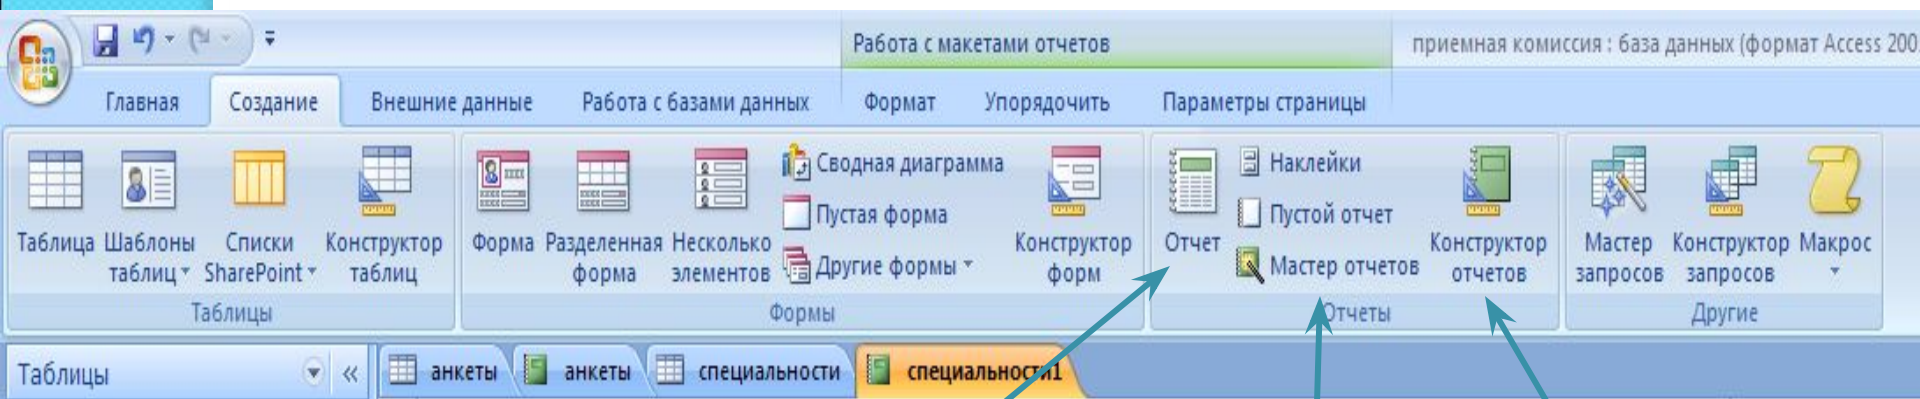 Работа с макетами отчетов
приемная комиссия : база данных (формат Access 200
Главная Создание Внешние данные Работа с базами данных Формат Упорядочить Параметры страницы
Таблица
Шаблоны
таблиц
Списки
SharePoint
Конструктор
таблиц
Таблицы
Форма
Разделенная
форма
Несколько
элементов
Сводная диаграмма
Пустая форма
Другие формы
Конструктор
форм
Формы
Отчет
Наклейки
Пустой отчет
Мастер отчетов
Конструктор
отчетов
Отчеты
Мастер
запросов
Конструктор
запросов
Макрос
Другие
Таблицы
анкеты
анкеты
специальности
специальности1